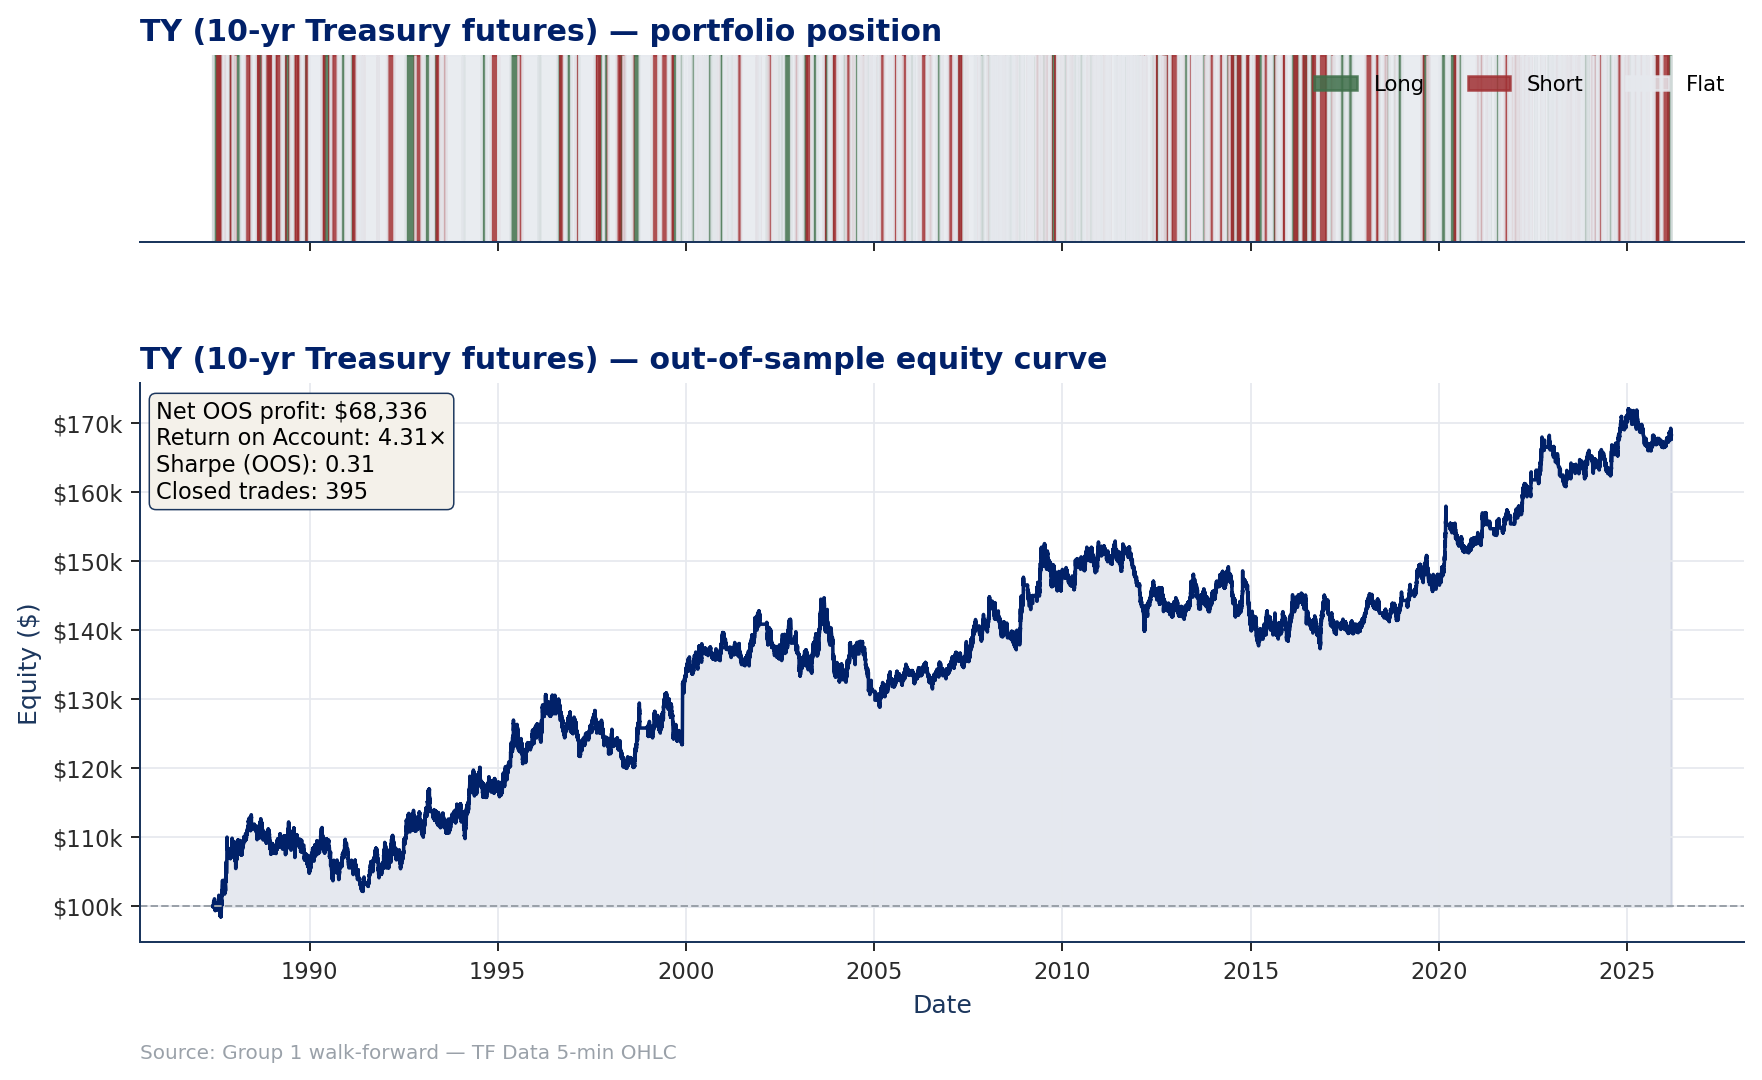 TY (10-yr Treasury futures) — portfolio position
Long
Short
Flat
TY (10-yr Treasury futures) — out-of-sample equity curve
Net OOS profit: $68,336
Return on Account: 4.31×
Sharpe (OOS): 0.31
Closed trades: 395
Equity ($)
$170k
$160k
$150k
$140k
$130k
$120k
$110k
$100k
1990
1995
2000
2005
2010
2015
2020
2025
Date
Source: Group 1 walk-forward — TF Data 5-min OHLC